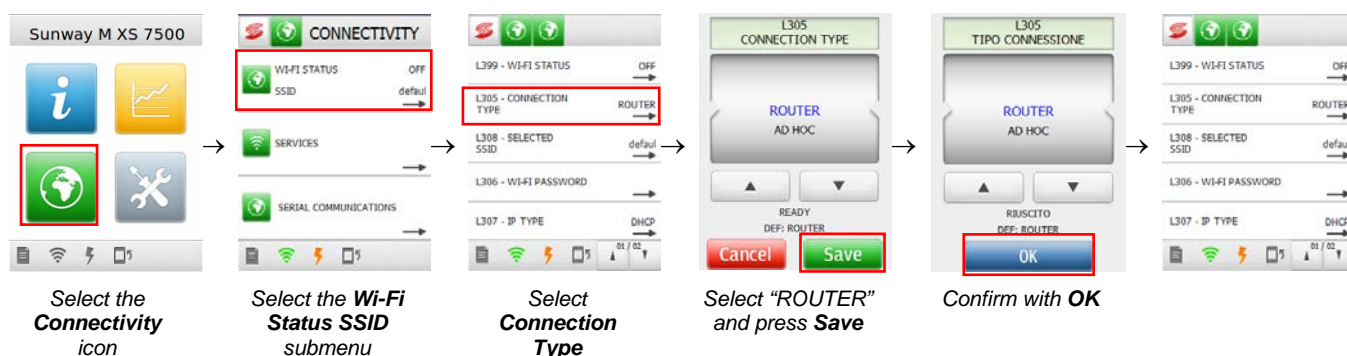 Sunway M XS 7500
CONNECTIVITY
WI-FI STATUS OFF
SSID defaul
SERVICES
SERIAL COMMUNICATIONS
L399 - WI-FI STATUS OFF
L305 - CONNECTION TYPE ROUTER
L308 - SELECTED SSID defaul
L306 - WI-FI PASSWORD
L307 - IP TYPE DHCP
01 / 02
L305
CONNECTION TYPE
ROUTER
AD HOC
READY
DEF: ROUTER
Cancel Save
L305
TIPO CONNESSIONE
ROUTER
AD HOC
RIUSCITO
DEF: ROUTER
OK
L399 - WI-FI STATUS OFF
L305 - CONNECTION TYPE ROUTER
L308 - SELECTED SSID defau
L306 - WI-FI PASSWORD
L307 - IP TYPE DHCP
01 / 02
Select the
Connectivity
icon
Select the Wi-Fi
Status SSID
submenu
Select
Connection
Type
Select “ROUTER”
and press Save
Confirm with OK